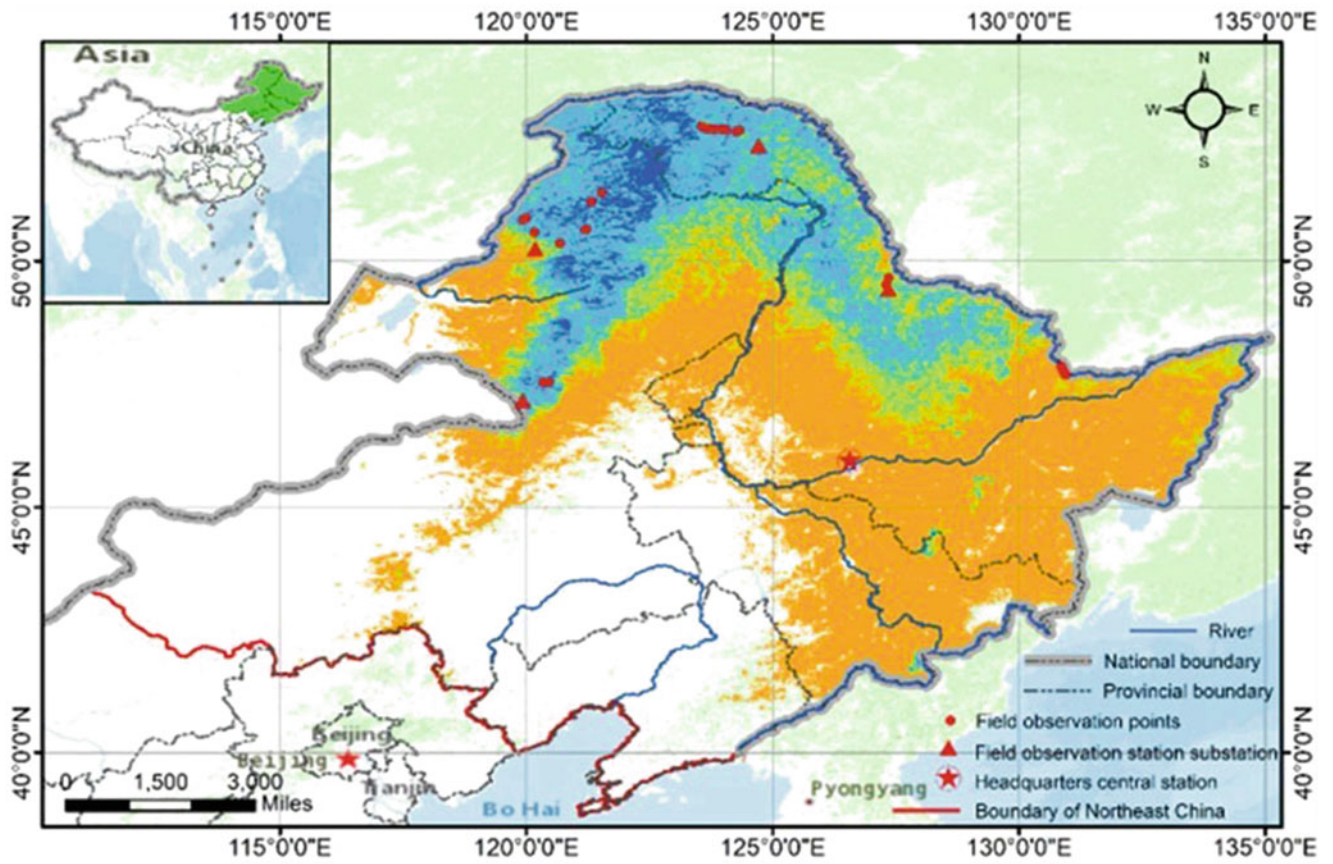 115°0'0"E 120°0'0"E 125°0'0"E 130°0'0"E 135°0'0"E
Asia
China
N
W E
S
50°0'0"N 50°0'0"N
45°0'0"N 45°0'0"N
40°0'0"N 40°0'0"N
River
National boundary
Provincial boundary
Field observation points
Field observation station substation
Headquarters central station
Boundary of Northeast China
Beijing
Beijing
Tianjin
Bo Hai
Pyongyang
0 1,500 3,000
Miles
115°0'0"E 120°0'0"E 125°0'0"E 130°0'0"E 135°0'0"E